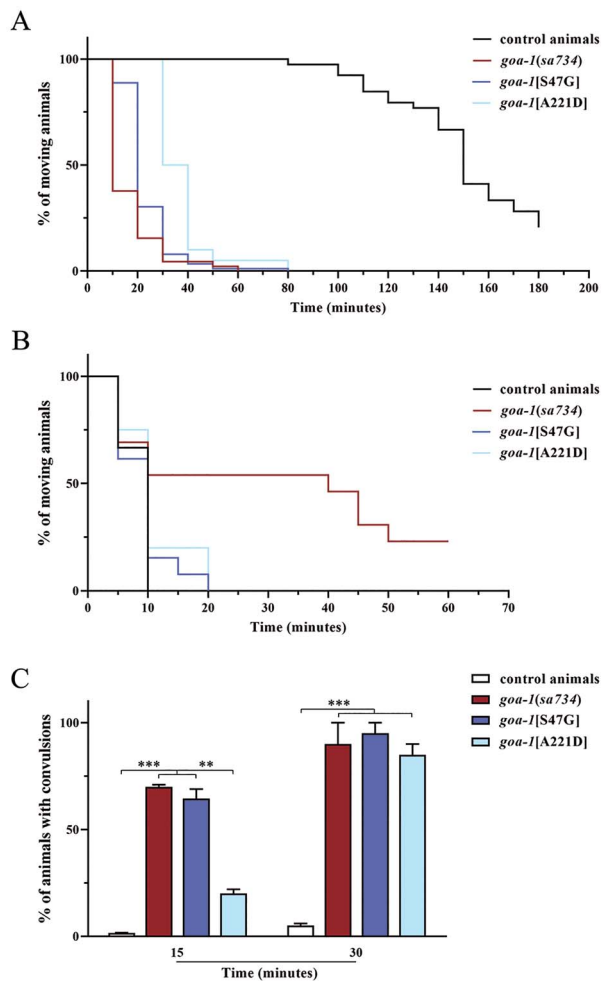 A
control animals
goa-1(sa734)
goa-1[S47G]
goa-1[A221D]
% of moving animals
100
50
0
0 20 40 60 80 100 120 140 160 180 200
Time (minutes)
B
control animals
goa-1(sa734)
goa-1[S47G]
goa-1[A221D]
% of moving animals
100
50
0
0 10 20 30 40 50 60 70
Time (minutes)
C
control animals
goa-1(sa734)
goa-1[S47G]
goa-1[A221D]
% of animals with convulsions
100
50
0
*** **
***
15 30
Time (minutes)